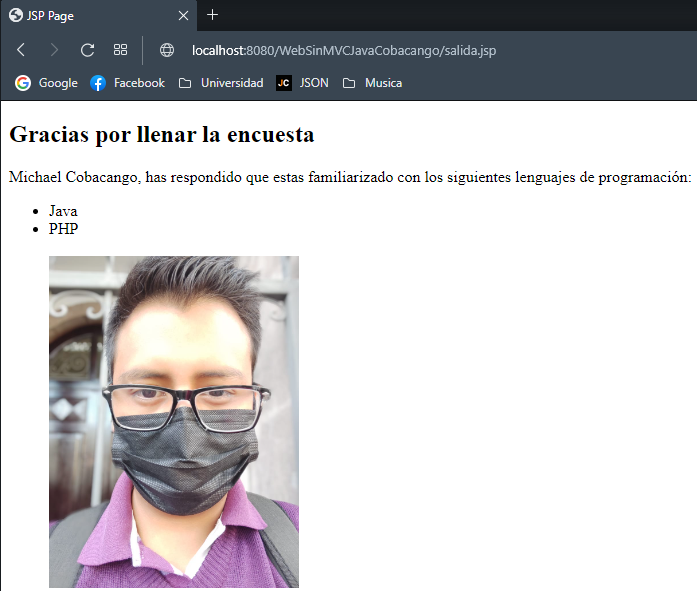 JSP Page
localhost:8080/WebSinMVCJavaCobacango/salida.jsp
Google Facebook Universidad JC JSON Musica
Gracias por llenar la encuesta
Michael Cobacango, has respondido que estas familiarizado con los siguientes lenguajes de programación:
Java
PHP